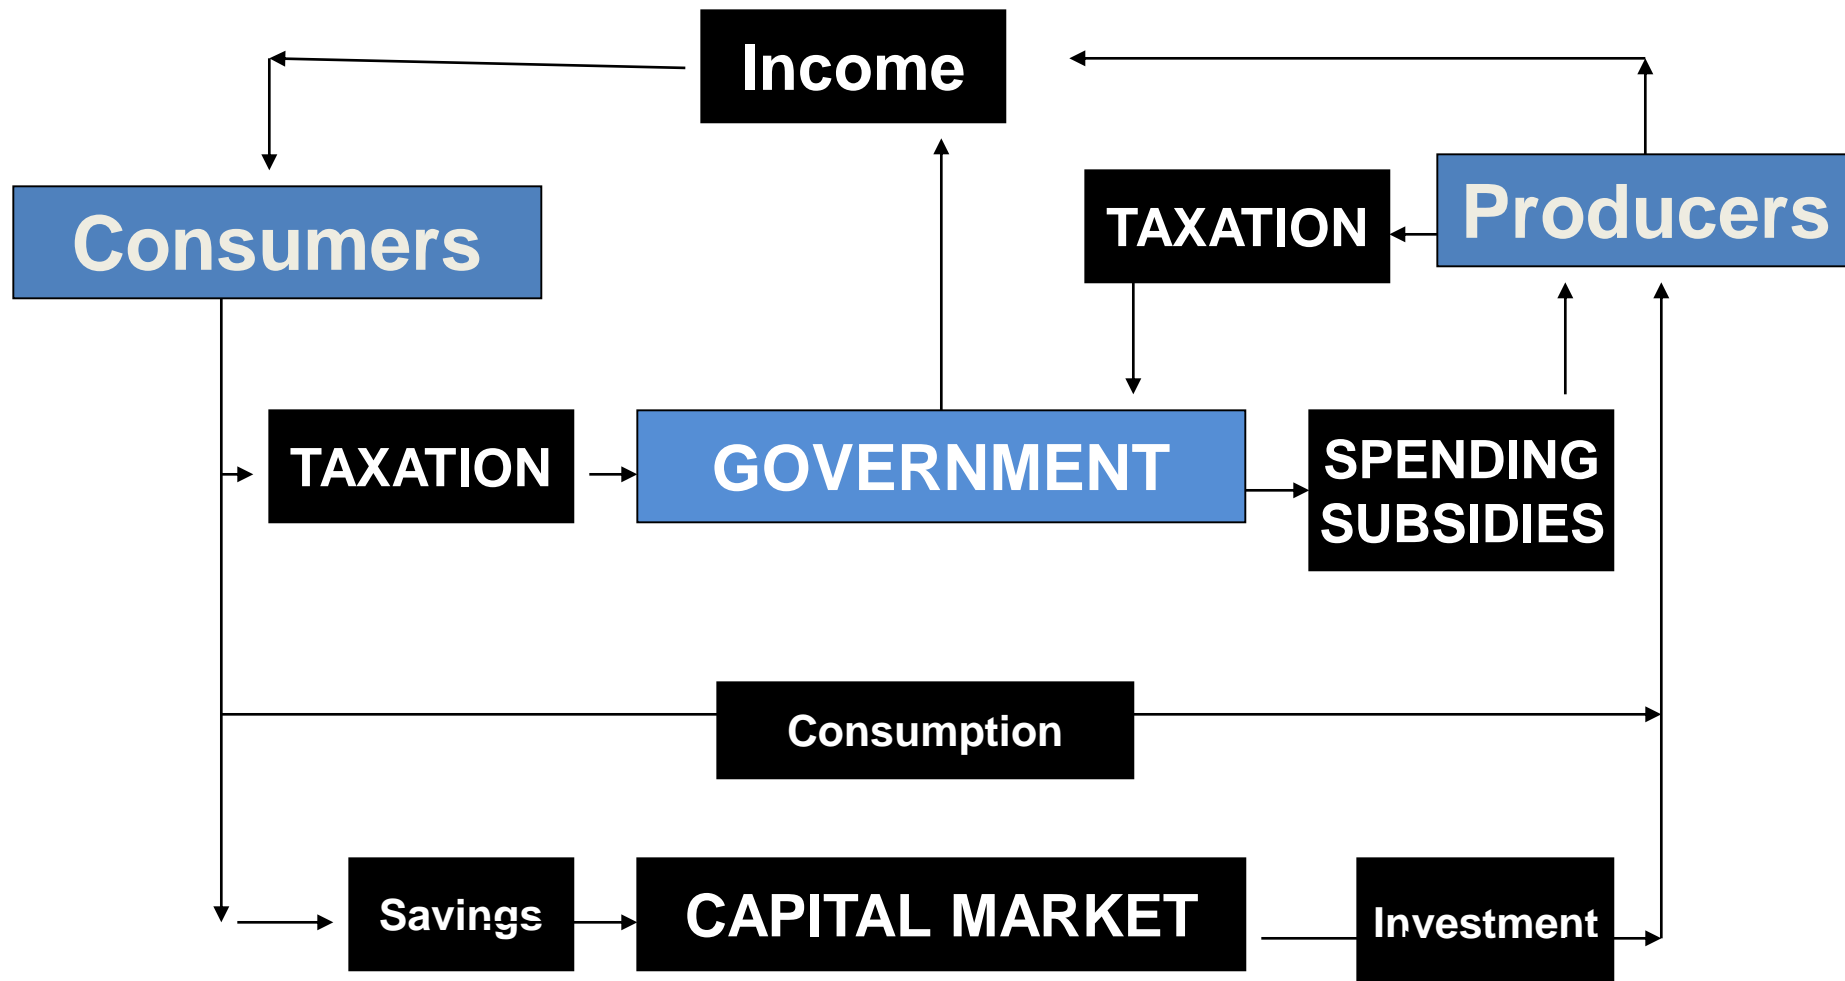 Income
Consumers
TAXATION
Producers
TAXATION
GOVERNMENT
SPENDING
SUBSIDIES
Consumption
Savings
CAPITAL MARKET
Investment